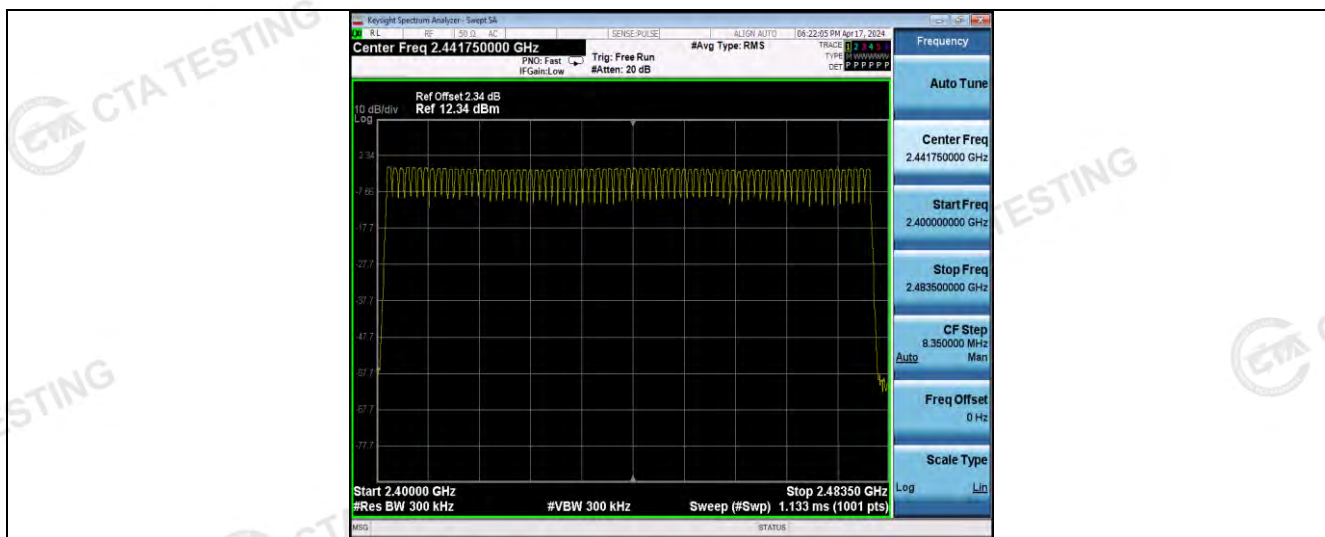 Keysight Spectrum Analyzer - Swept SA
RL RF 50 Ω AC SENSE:PULSE ALIGN AUTO 06:22:05 PM Apr 17, 2024
Center Freq 2.441750000 GHz
PNO: Fast
IFGain:Low
Trig: Free Run
#Atten: 20 dB
#Avg Type: RMS
TRACE 1 2 3 4 5 6
TYPE M WWWWW
DET P P P P P P
Ref Offset 2.34 dB
10 dB/div Ref 12.34 dBm
Log
2.34
-7.66
-17.7
-27.7
-37.7
-47.7
-57.7
-67.7
-77.7
Start 2.40000 GHz Stop 2.48350 GHz
#Res BW 300 kHz #VBW 300 kHz Sweep (#Swp) 1.133 ms (1001 pts)
MSG STATUS
Frequency
Auto Tune
Center Freq
2.441750000 GHz
Start Freq
2.400000000 GHz
Stop Freq
2.483500000 GHz
CF Step
8.350000 MHz
Auto Man
Freq Offset
0 Hz
Scale Type
Log Lin
CTA TESTING
TESTING
STING
CTA
CTA